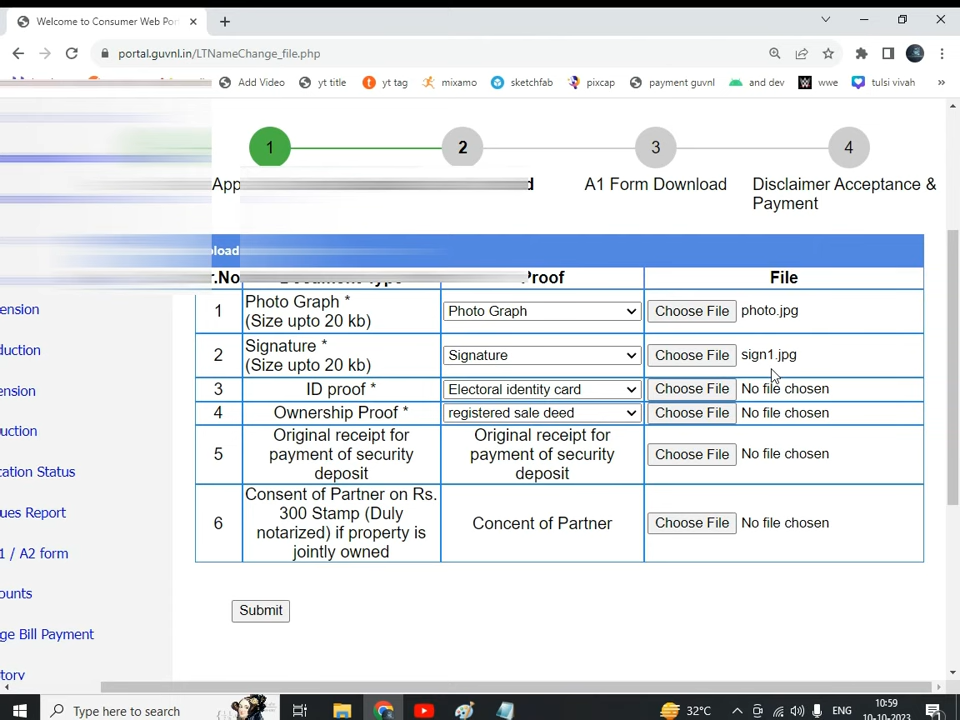 Welcome to Consumer Web Por
portal.guvnl.in/LTNameChange_file.php
Add Video yt title yt tag mixamo sketchfab pixcap payment guvnl and dev wwe tulsi vivah »
1 2 3 4
App A1 Form Download Disclaimer Acceptance &
Payment
load
r.No Proof File
1 Photo Graph *
(Size upto 20 kb) Photo Graph Choose File photo.jpg
2 Signature *
(Size upto 20 kb) Signature Choose File sign1.jpg
3 ID proof * Electoral identity card Choose File No file chosen
4 Ownership Proof * registered sale deed Choose File No file chosen
5 Original receipt for
payment of security
deposit Original receipt for
payment of security
deposit Choose File No file chosen
6 Consent of Partner on Rs.
300 Stamp (Duly
notarized) if property is
jointly owned Concent of Partner Choose File No file chosen
Submit
ension
duction
ension
uction
cation Status
ues Report
1 / A2 form
ounts
ge Bill Payment
tory
Type here to search 32°C ENG 10:59
10-10-2023